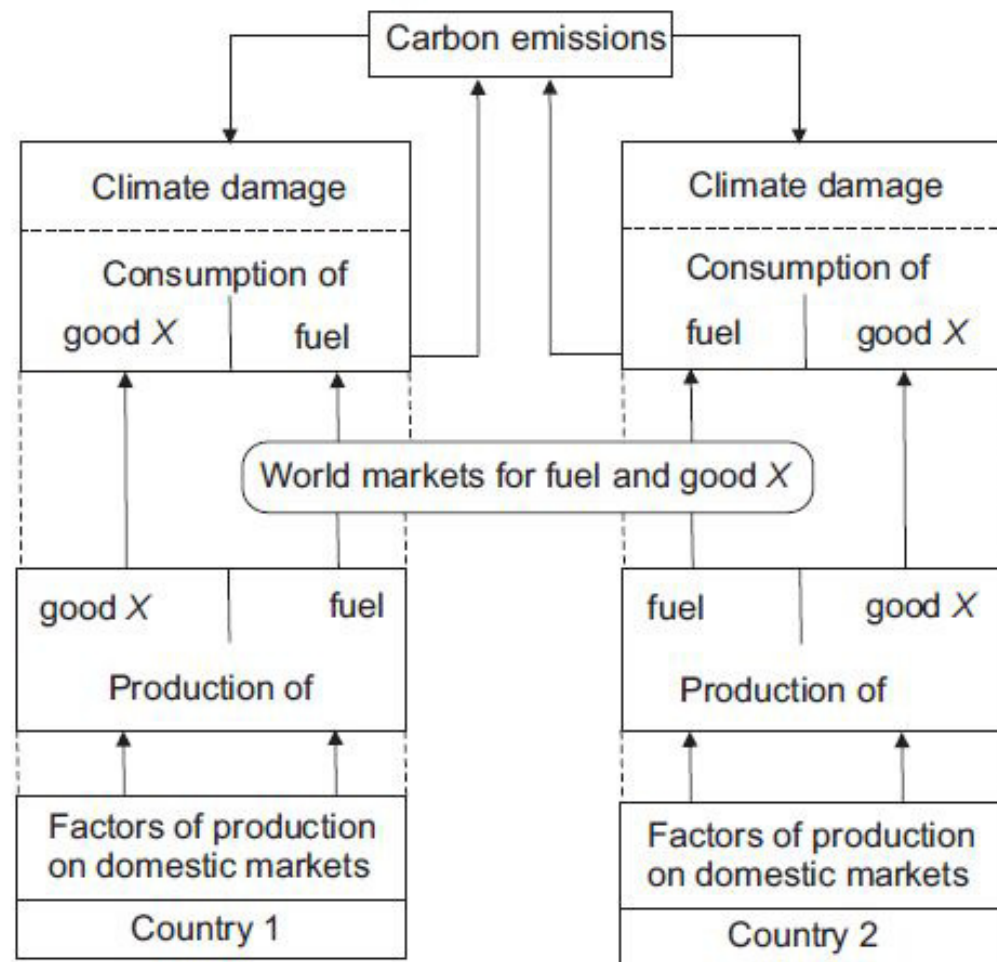 Carbon emissions
Climate damage
Consumption of
good X
fuel
Climate damage
Consumption of
fuel
good X
World markets for fuel and good X
good X
fuel
Production of
fuel
good X
Production of
Factors of production
on domestic markets
Country 1
Factors of production
on domestic markets
Country 2